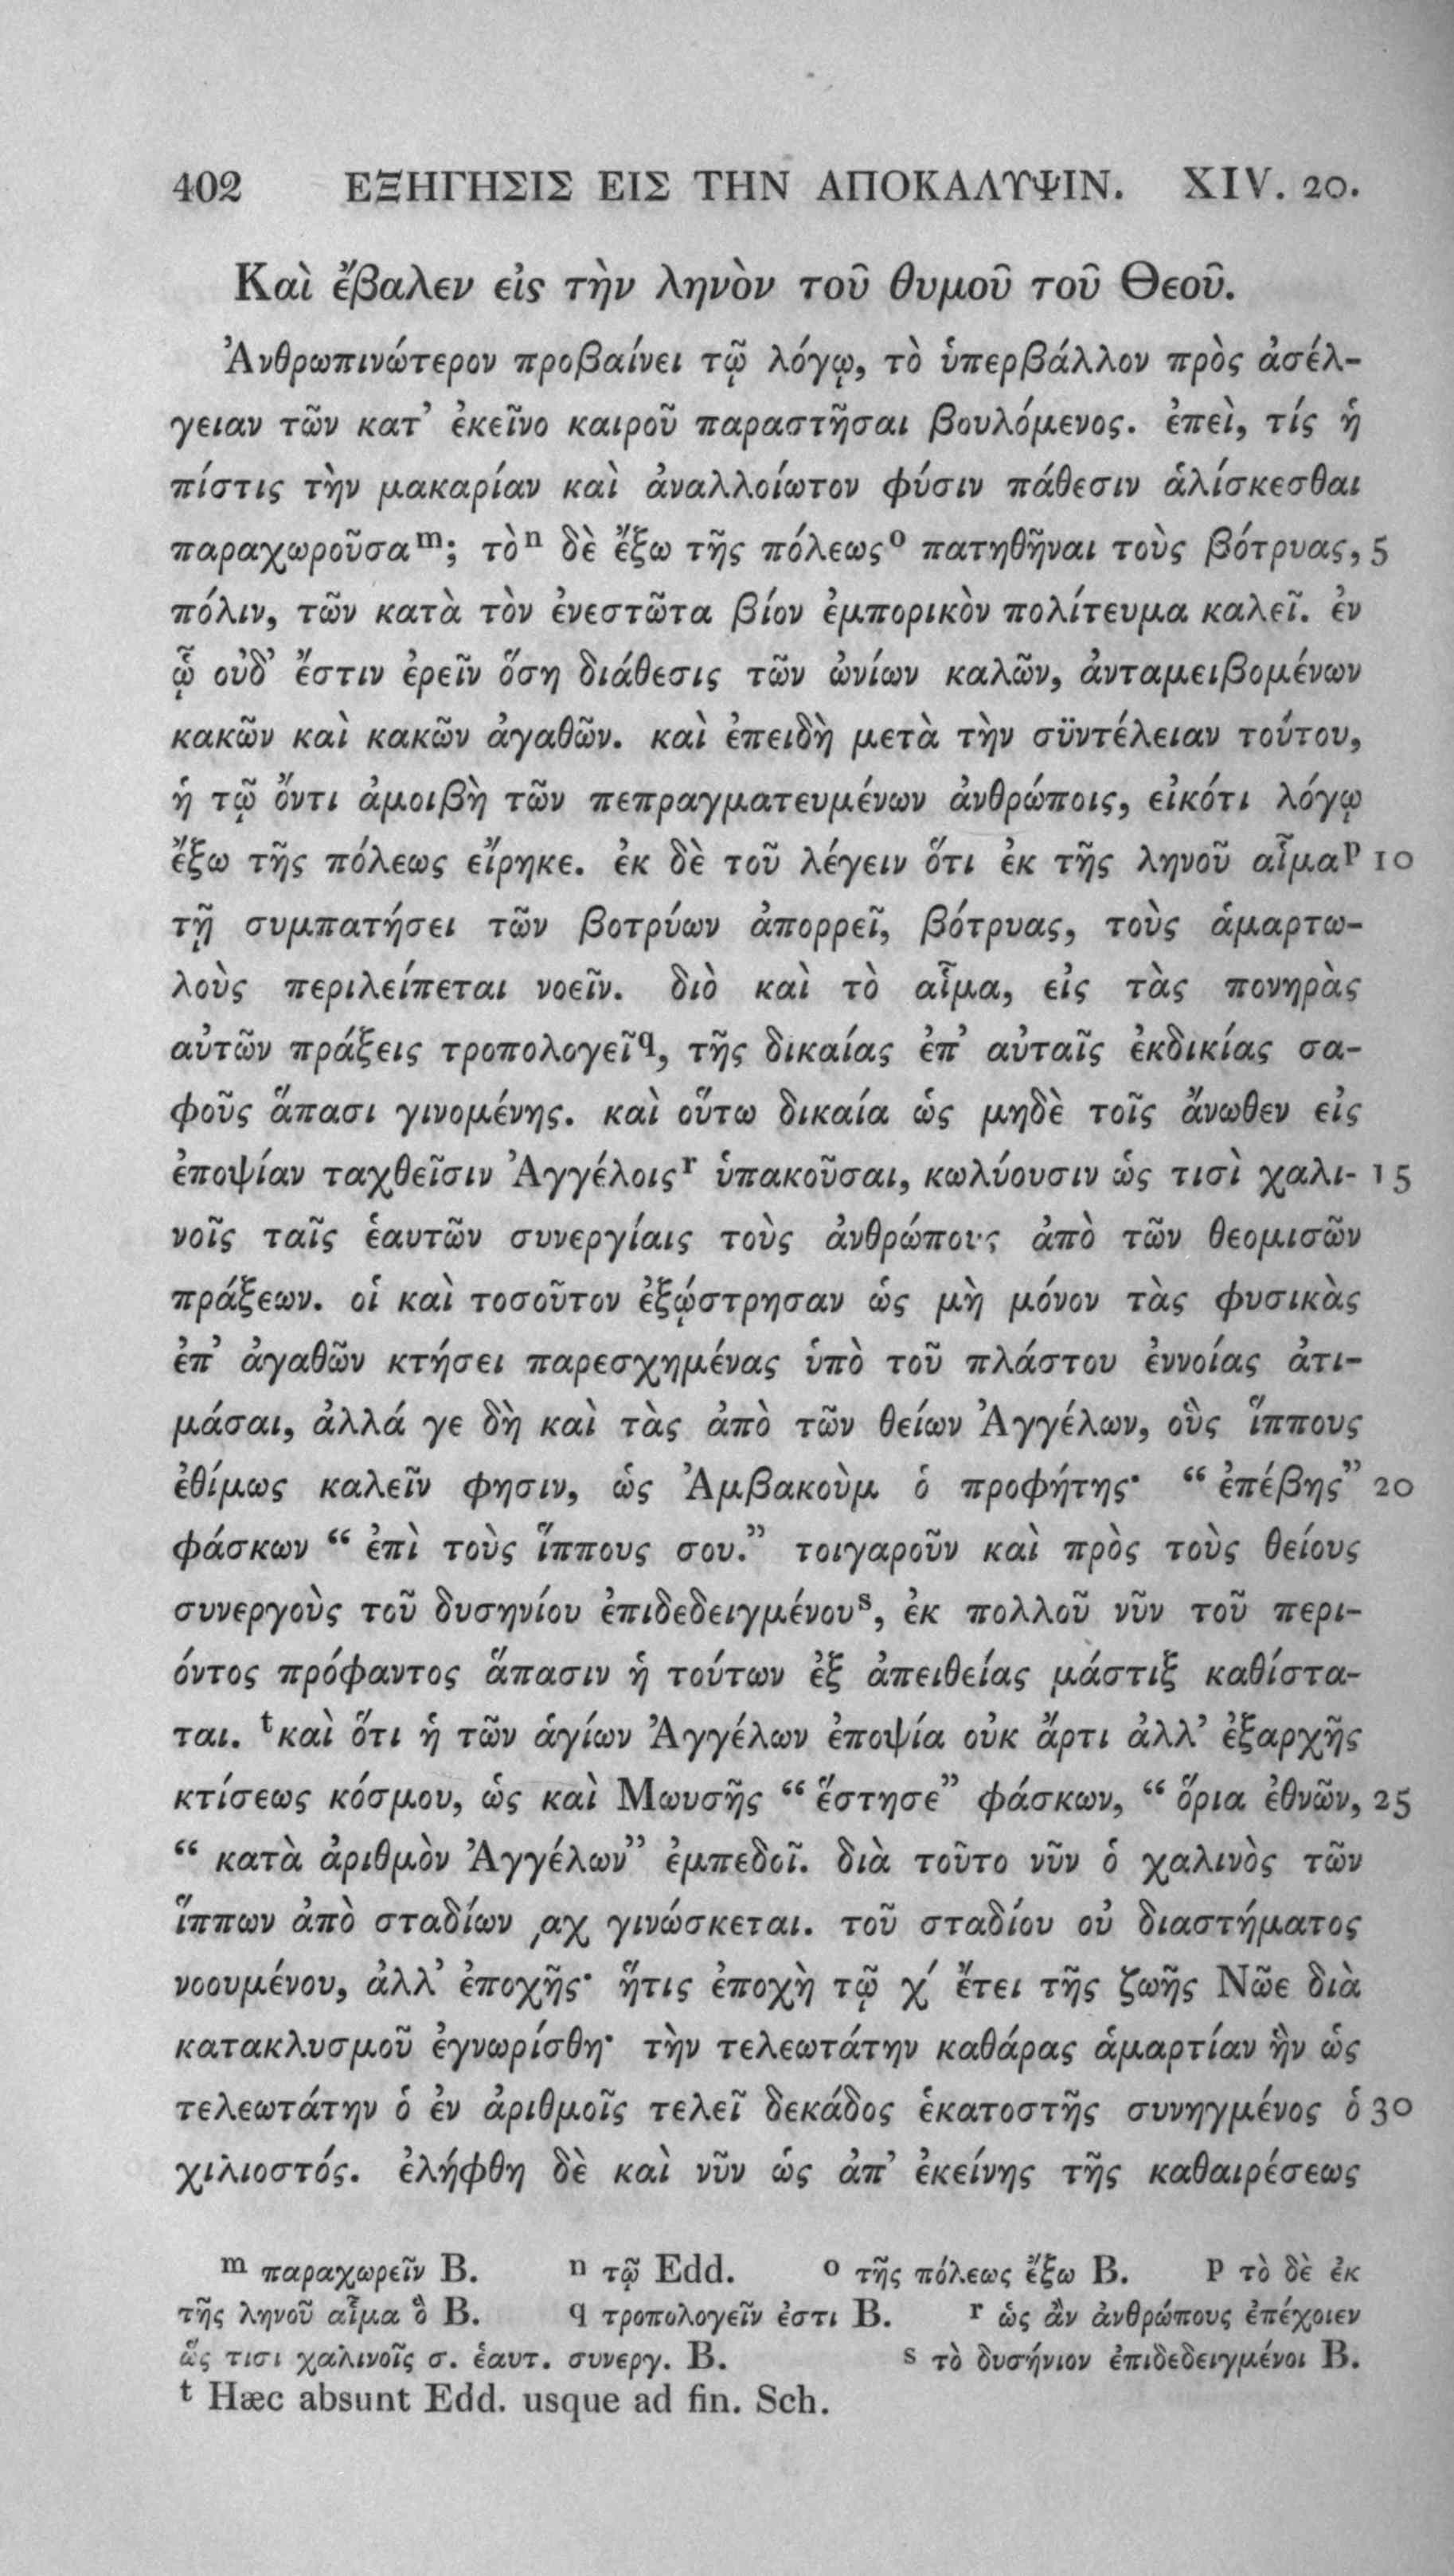 402 ΕΞΗΓΗΣΙΣ ΕΙΣ ΤΗΝ ΑΠΟΚΑΛΥΨΙΝ. XIV. 20.
Καὶ ἔβαλεν εἰς τὴν ληνὸν τοῦ θυμοῦ τοῦ Θεοῦ.
Ἀνθρωπινώτερον προβαίνει τῷ λόγῳ, τὸ ὑπερβάλλον πρὸς ἀσέλ-
γειαν τῶν κατ’ ἐκεῖνο καιροῦ παραστῆσαι βουλόμενος. ἐπεὶ, τίς ἡ
πίστις τὴν μακαρίαν καὶ ἀναλλοίωτον φύσιν πάθεσιν ἁλίσκεσθαι
παραχωροῦσα m; τὸ n δὲ ἔξω τῆς πόλεως o πατηθῆναι τοὺς βότρυας, 5
πόλιν, τῶν κατὰ τὸν ἐνεστῶτα βίον ἐμπορικὸν πολίτευμα καλεῖ. ἐν
ᾧ οὐδ’ ἔστιν ἐρεῖν ὅση διάθεσις τῶν ὠνίων καλῶν, ἀνταμειβομένων
κακῶν καὶ κακῶν ἀγαθῶν. καὶ ἐπειδὴ μετὰ τὴν σϋντέλειαν τούτου,
ἡ τῷ ὄντι ἀμοιβὴ τῶν πεπραγματευμένων ἀνθρώποις, εἰκότι λόγῳ
ἔξω τῆς πόλεως εἴρηκε. ἐκ δὲ τοῦ λέγειν ὅτι ἐκ τῆς ληνοῦ αἷμα p 10
τῇ συμπατήσει τῶν βοτρύων ἀπορρεῖ, βότρυας, τοὺς ἁμαρτω-
λοὺς περιλείπεται νοεῖν. διὸ καὶ τὸ αἷμα, εἰς τὰς πονηρὰς
αὐτῶν πράξεις τροπολογεῖ q, τῆς δικαίας ἐπ’ αὐταῖς ἐκδικίας σα-
φοῦς ἅπασι γινομένης. καὶ οὕτω δικαία ὡς μηδὲ τοῖς ἄνωθεν εἰς
ἐποψίαν ταχθεῖσιν Ἀγγέλοις r ὑπακοῦσαι, κωλύουσιν ὡς τισὶ χαλι- 15
νοῖς ταῖς ἑαυτῶν συνεργίαις τοὺς ἀνθρώπους ἀπὸ τῶν θεομισῶν
πράξεων. οἱ καὶ τοσοῦτον ἐξῴστρησαν ὡς μὴ μόνον τὰς φυσικὰς
ἐπ’ ἀγαθῶν κτήσει παρεσχημένας ὑπὸ τοῦ πλάστου ἐννοίας ἀτι-
μάσαι, ἀλλά γε δὴ καὶ τὰς ἀπὸ τῶν θείων Ἀγγέλων, οὓς ἵππους
ἐθίμως καλεῖν φησιν, ὡς Ἀμβακοὺμ ὁ προφήτης· “ ἐπέβης” 20
φάσκων “ ἐπὶ τοὺς ἵππους σου.” τοιγαροῦν καὶ πρὸς τοὺς θείους
συνεργοὺς τοῦ δυσηνίου ἐπιδεδειγμένου s, ἐκ πολλοῦ νῦν τοῦ περι-
όντος πρόφαντος ἅπασιν ἡ τούτων ἐξ ἀπειθείας μάστιξ καθίστα-
ται. t καὶ ὅτι ἡ τῶν ἁγίων Ἀγγέλων ἐποψία οὐκ ἄρτι ἀλλ’ ἐξαρχῆς
κτίσεως κόσμου, ὡς καὶ Μωυσῆς “ ἔστησε” φάσκων, “ ὅρια ἐθνῶν, 25
“ κατὰ ἀριθμὸν Ἀγγέλων” ἐμπεδοῖ. διὰ τοῦτο νῦν ὁ χαλινὸς τῶν
ἵππων ἀπὸ σταδίων ͵αχ γινώσκεται. τοῦ σταδίου οὐ διαστήματος
νοουμένου, ἀλλ’ ἐποχῆς· ἥτις ἐποχὴ τῷ χ΄ ἔτει τῆς ζωῆς Νῶε διὰ
κατακλυσμοῦ ἐγνωρίσθη· τὴν τελεωτάτην καθάρας ἁμαρτίαν ἣν ὡς
τελεωτάτην ὁ ἐν ἀριθμοῖς τελεῖ δεκάδος ἑκατοστῆς συνηγμένος ὁ 30
χιλιοστός. ἐλήφθη δὲ καὶ νῦν ὡς ἀπ’ ἐκείνης τῆς καθαιρέσεως
m παραχωρεῖν B. n τῷ Edd. o τῆς πόλεως ἔξω B. p τὸ δὲ ἐκ
τῆς ληνοῦ αἷμα ὃ B. q τροπολογεῖν ἐστι B. r ὡς ἂν ἀνθρώπους ἐπέχοιεν
ὥς τισι χαλινοῖς σ. ἑαυτ. συνεργ. B. s τὸ δυσήνιον ἐπιδεδειγμένοι B.
t Hæc absunt Edd. usque ad fin. Sch.